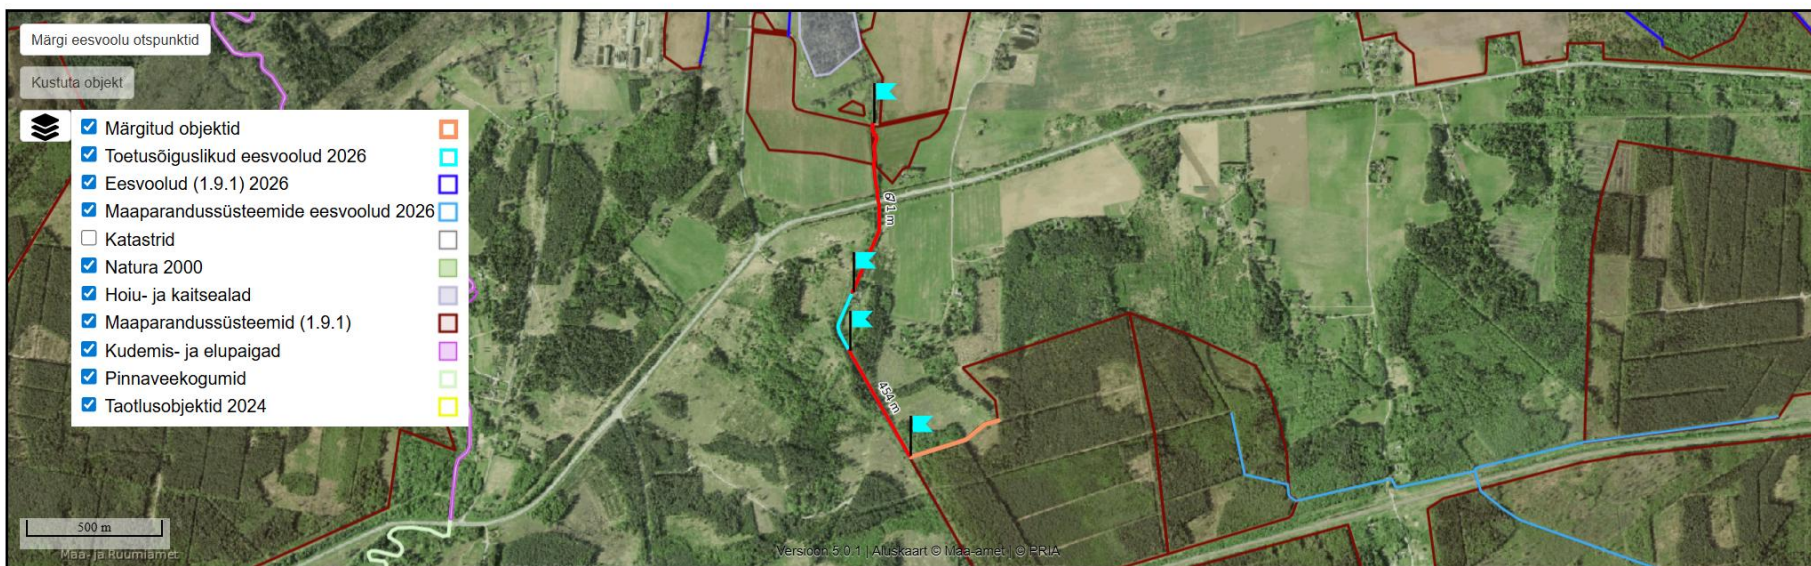 Märgi eesvoolu otspunktid
Kustuta objekt
Märgitud objektid
Toetusõiguslikud eesvoolud 2026
Eesvoolud (1.9.1) 2026
Maaparandussüsteemide eesvoolud 2026
Katastrid
Natura 2000
Hoiu- ja kaitsealad
Maaparandussüsteemid (1.9.1)
Kudemis- ja elupaigad
Pinnaveekogumid
Taotlusobjektid 2024
671 m
454 m
500 m
Maa- ja Ruumiamet
Versioon 5.0.1 | Aluskaart © Maa-amet | © PRIA